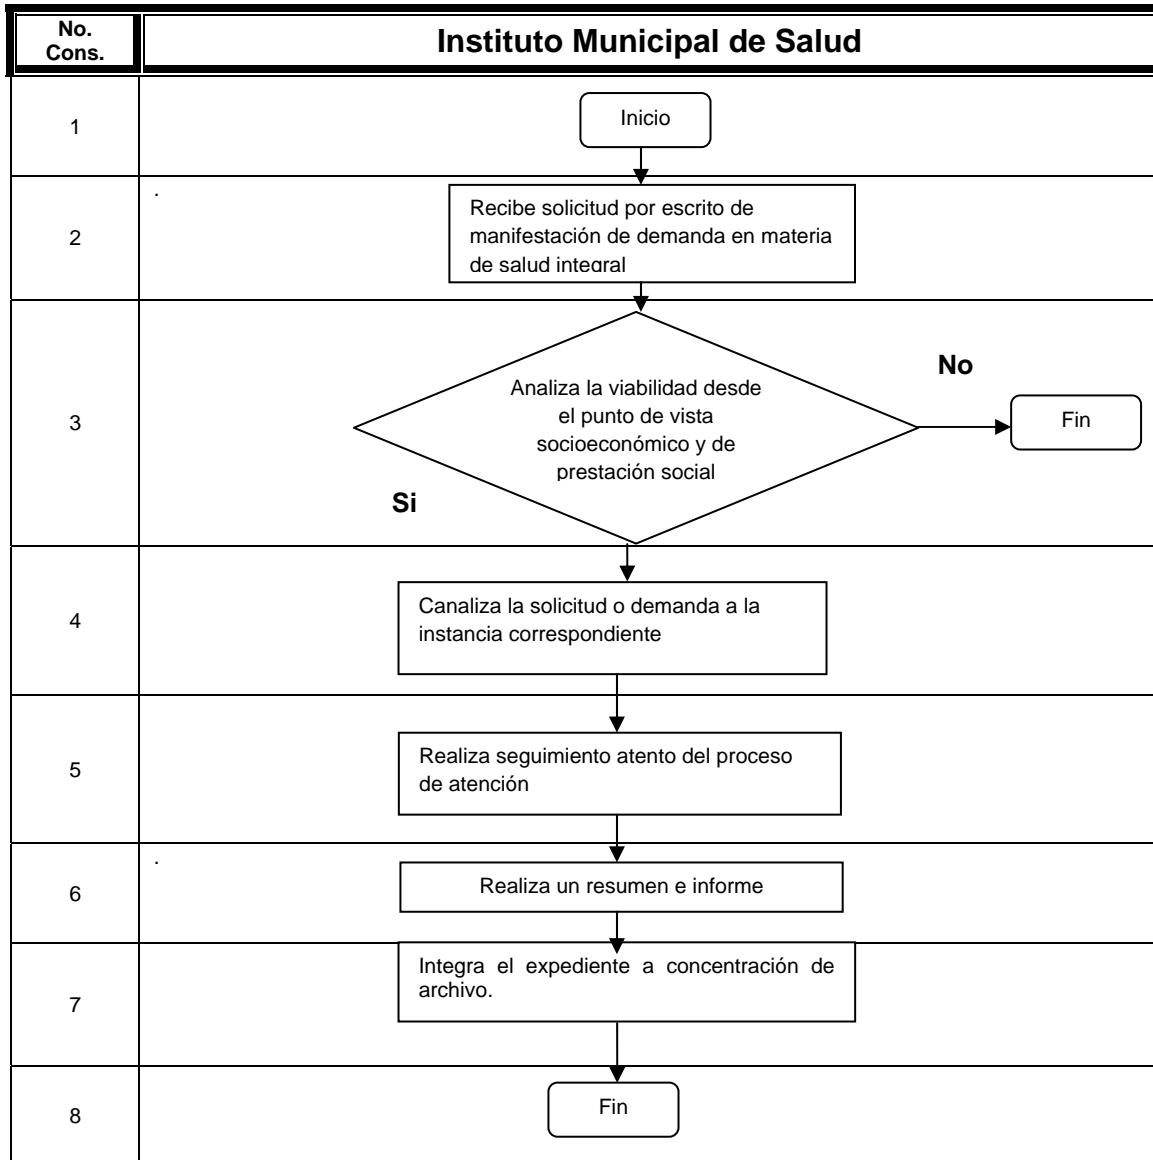 No.
Cons.
Instituto Municipal de Salud
1
Inicio
.
2
Recibe solicitud por escrito de
manifestación de demanda en materia
de salud integral
3
Analiza la viabilidad desde
el punto de vista
socioeconómico y de
prestación social
No
Fin
Si
4
Canaliza la solicitud o demanda a la
instancia correspondiente
5
Realiza seguimiento atento del proceso
de atención
.
6
Realiza un resumen e informe
7
Integra el expediente a concentración de
archivo.
8
Fin